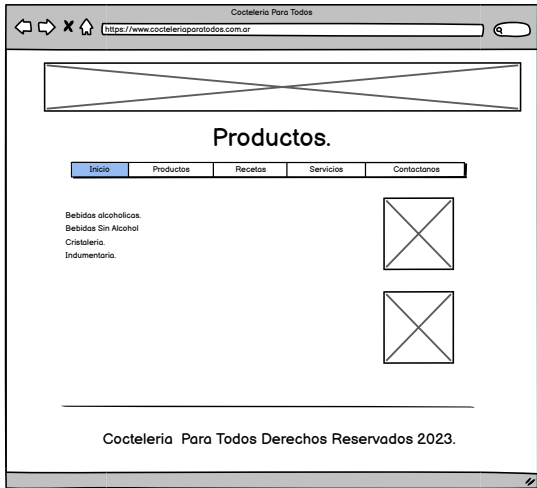 Cocteleria Para Todos
https://www.cocteleriaparatodos.com.ar
Productos.
Inicio Productos Recetas Servicios Contactanos
Bebidas alcoholicas.
Bebidas Sin Alcohol
Cristaleria.
Indumentaria.
Cocteleria Para Todos Derechos Reservados 2023.